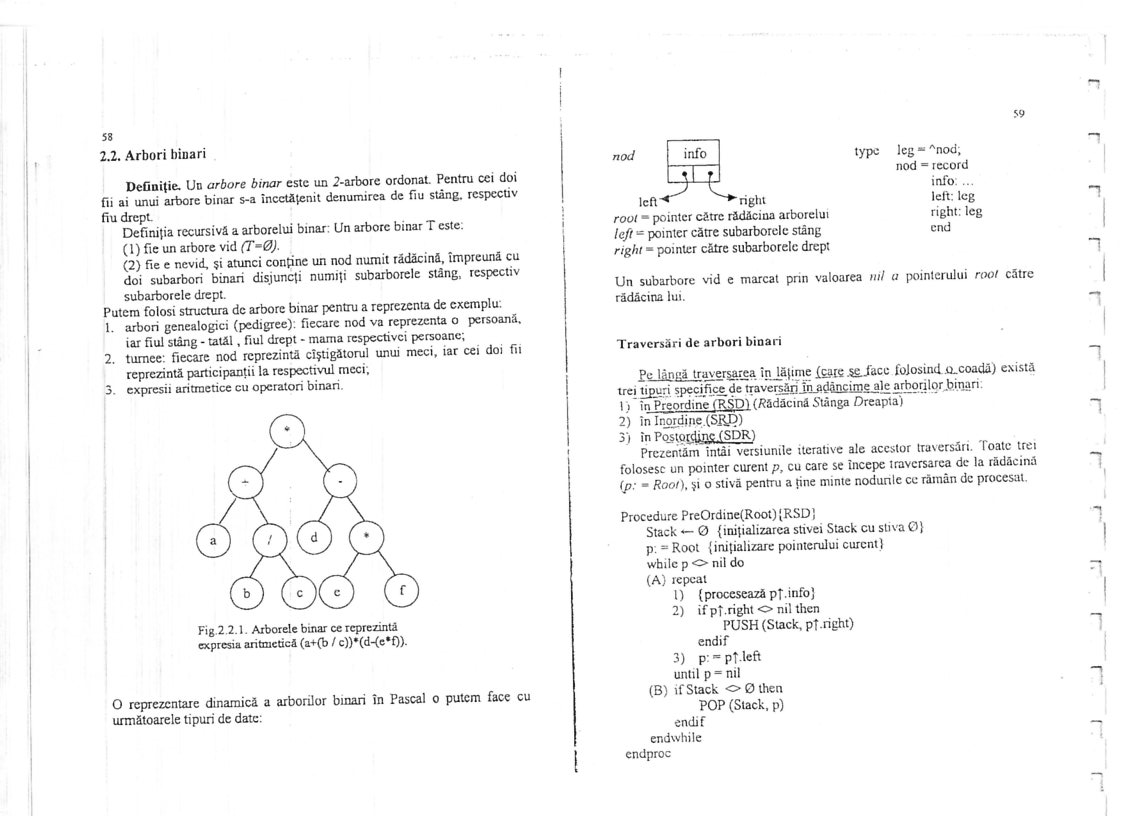 58
2.2. Arbori binari
Definiţie. Un arbore binar este un 2-arbore ordonat. Pentru cei doi
fii ai unui arbore binar s-a încetăţenit denumirea de fiu stâng, respectiv
fiu drept.
Definiţia recursivă a arborelui binar: Un arbore binar T este:
(1) fie un arbore vid (T=Ø).
(2) fie e nevid, şi atunci conţine un nod numit rădăcină, împreună cu
doi subarbori binari disjuncţi numiţi subarborele stâng, respectiv
subarborele drept.
Putem folosi structura de arbore binar pentru a reprezenta de exemplu:
1. arbori genealogici (pedigree): fiecare nod va reprezenta o persoană,
iar fiul stâng - tatăl , fiul drept - mama respectivei persoane;
2. turnee: fiecare nod reprezintă cîştigătorul unui meci, iar cei doi fii
reprezintă participanţii la respectivul meci;
3. expresii aritmetice cu operatori binari.
*
+ -
a / d *
b c e f
Fig.2.2.1. Arborele binar ce reprezintă
expresia aritmetică (a+(b / c))*(d-(e*f)).
O reprezentare dinamică a arborilor binari în Pascal o putem face cu
următoarele tipuri de date:
59
nod info
left right
type leg = ^nod;
nod = record
info: ...
left: leg
right: leg
end
root = pointer către rădăcina arborelui
left = pointer către subarborele stâng
right = pointer către subarborele drept
Un subarbore vid e marcat prin valoarea nil a pointerului root către
rădăcina lui.
Traversări de arbori binari
Pe lângă traversarea în lăţime (care se face folosind o coadă) există
trei tipuri specifice de traversări în adâncime ale arborilor binari:
1) în Preordine (RSD) (Rădăcină Stânga Dreapta)
2) în Inordine (SRD)
3) în Postordine (SDR)
Prezentăm întâi versiunile iterative ale acestor traversări. Toate trei
folosesc un pointer curent p, cu care se începe traversarea de la rădăcină
(p: = Root), şi o stivă pentru a ţine minte nodurile ce rămân de procesat.
Procedure PreOrdine(Root){RSD}
Stack ← Ø {iniţializarea stivei Stack cu stiva Ø}
p: = Root {iniţializare pointerului curent}
while p <> nil do
(A) repeat
1) {procesează p↑.info}
2) if p↑.right <> nil then
PUSH (Stack, p↑.right)
endif
3) p: = p↑.left
until p = nil
(B) if Stack <> Ø then
POP (Stack, p)
endif
endwhile
endproc